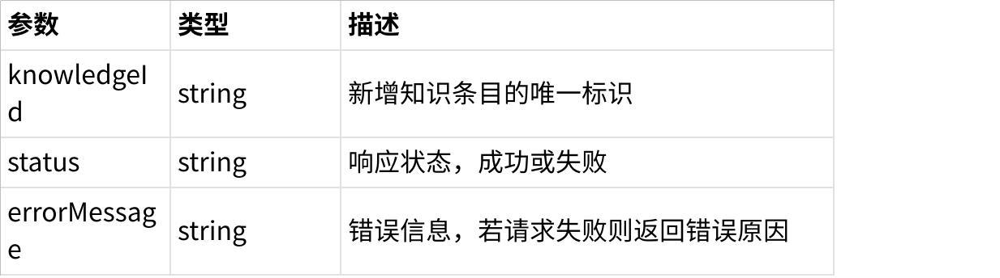 参数 类型 描述
knowledgeI
d string 新增知识条目的唯一标识
status string 响应状态，成功或失败
errorMessag
e string 错误信息，若请求失败则返回错误原因